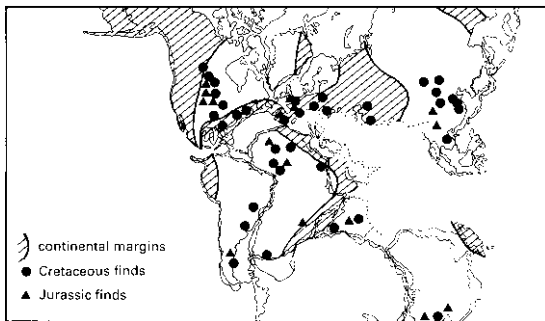 continental margins
Cretaceous finds
Jurassic finds